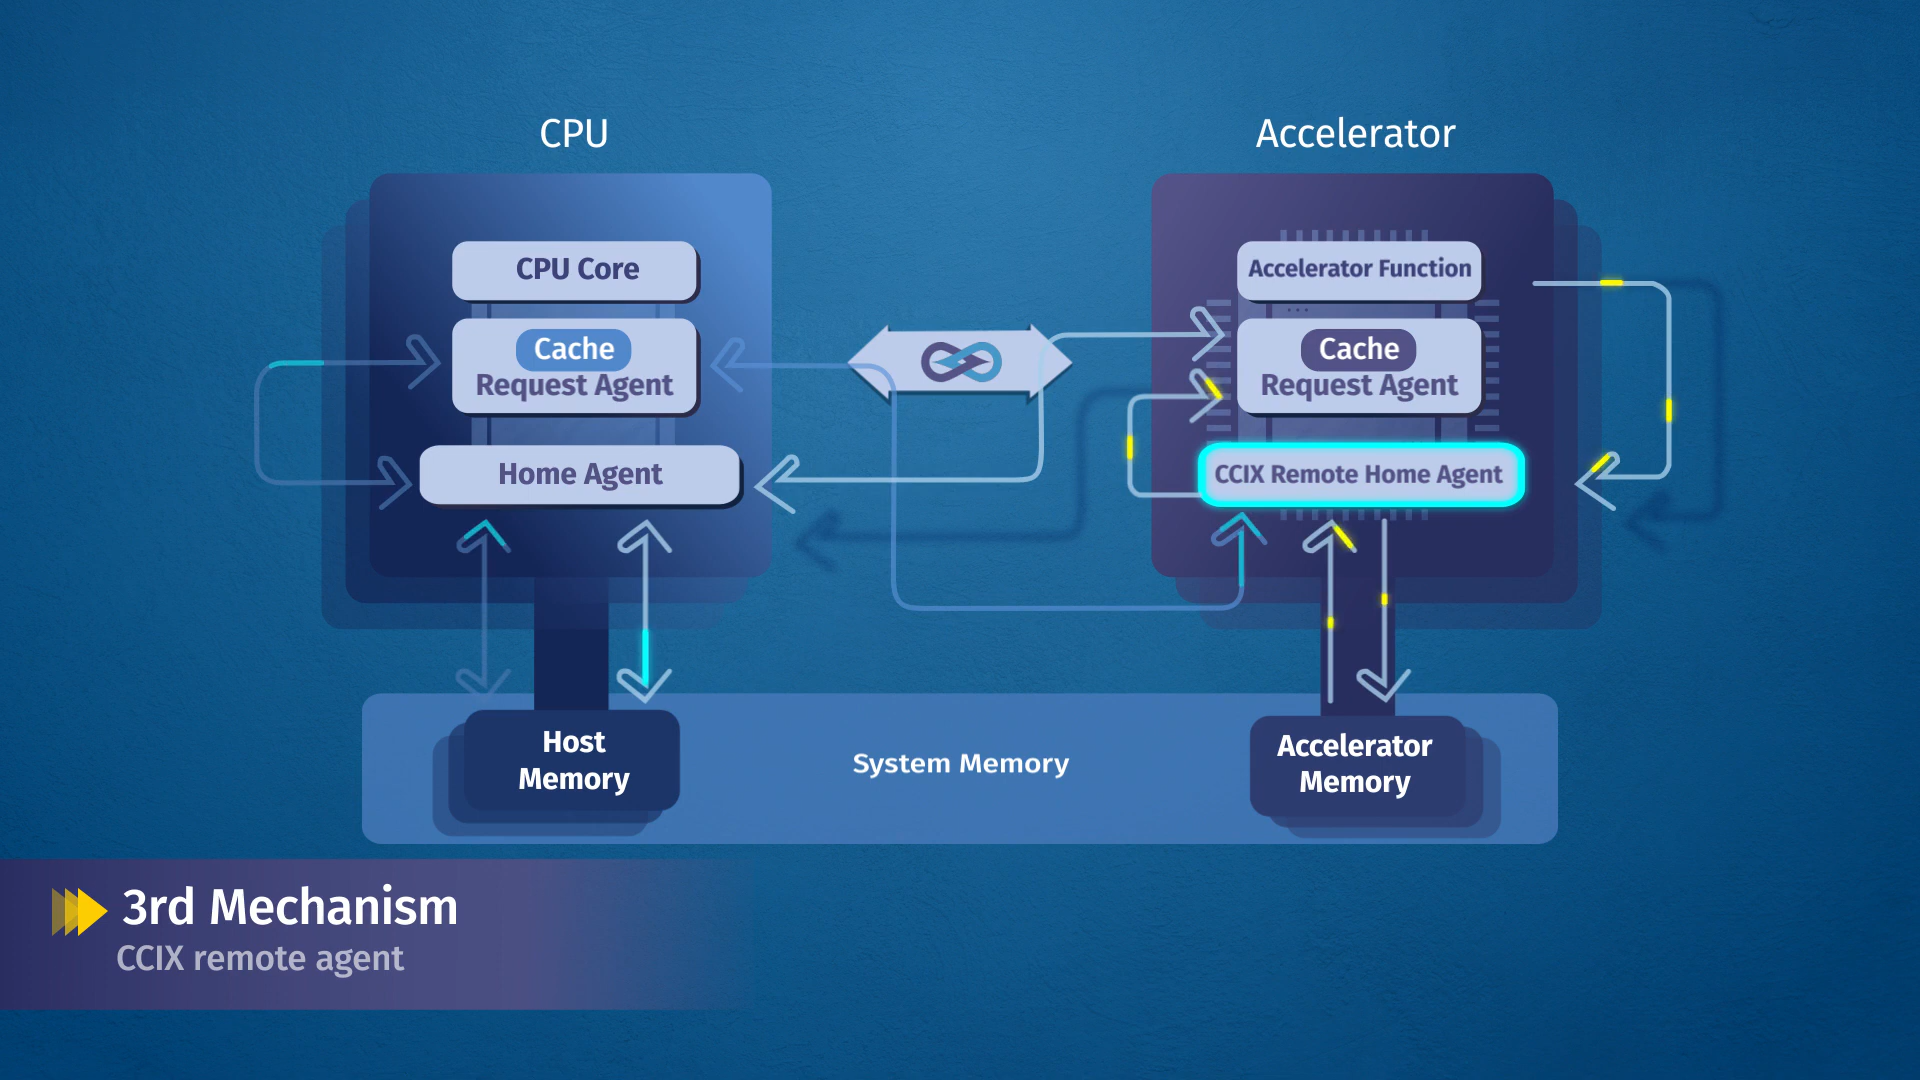 CPU
Accelerator
CPU Core
Cache
Request Agent
Home Agent
Accelerator Function
Cache
Request Agent
CCIX Remote Home Agent
Host
Memory
System Memory
Accelerator
Memory
3rd Mechanism
CCIX remote agent